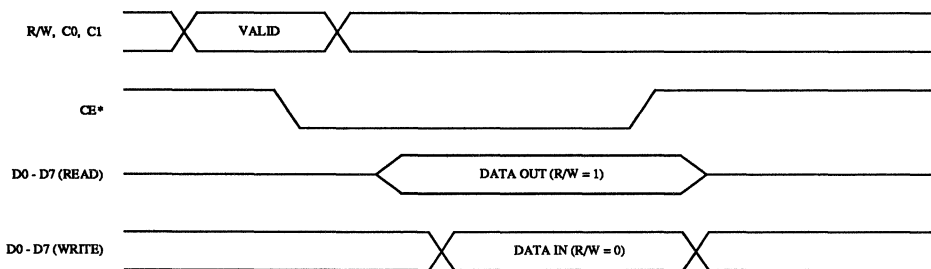 R/W, C0, C1 VALID
CE*
D0 - D7 (READ) DATA OUT (R/W = 1)
D0 - D7 (WRITE) DATA IN (R/W = 0)